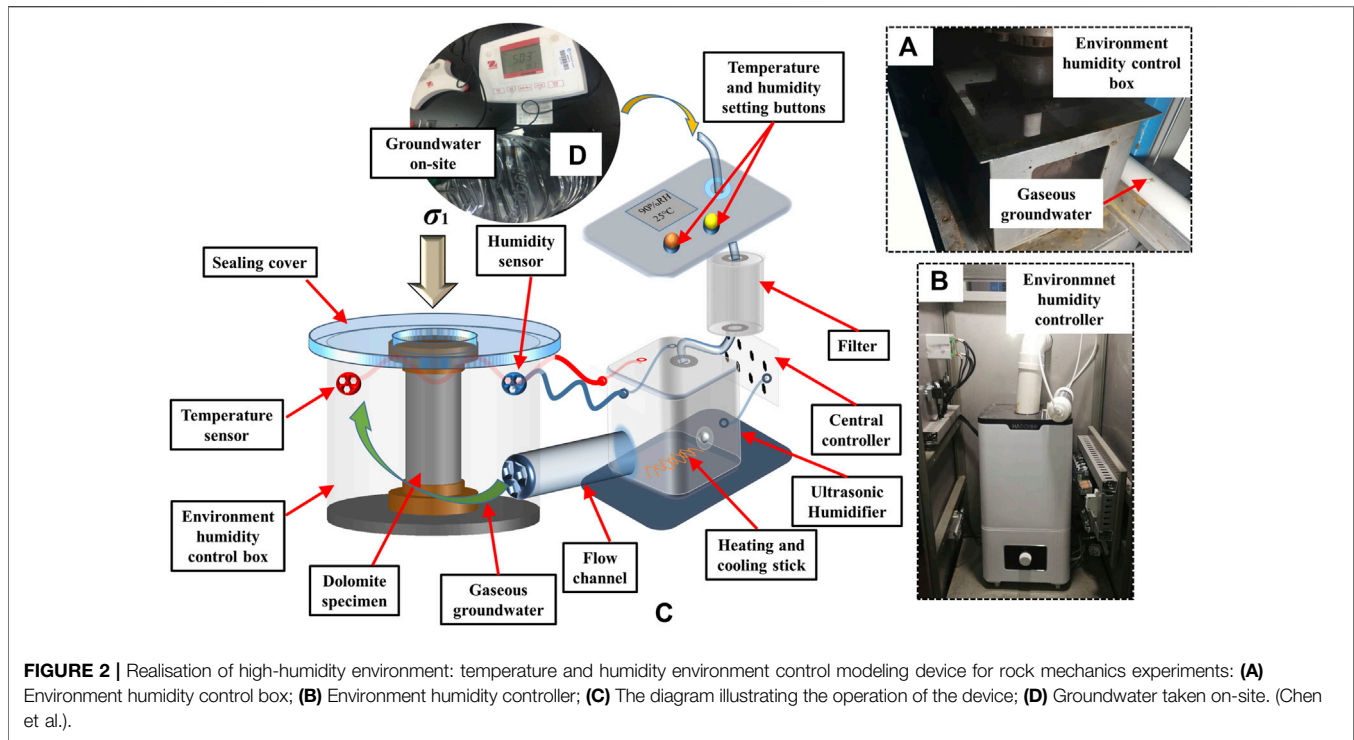 A
Environment
humidity control
box
Gaseous
groundwater
B
Environmnet
humidity
controller
Groundwater
on-site
D
503
Temperature
and humidity
setting buttons
90%RH
25°C
σ1
Sealing cover
Humidity
sensor
Filter
Temperature
sensor
Central
controller
Environment
humidity
control box
Ultrasonic
Humidifier
Dolomite
specimen
Gaseous
groundwater
Flow
channel
Heating and
cooling stick
C
FIGURE 2 | Realisation of high-humidity environment: temperature and humidity environment control modeling device for rock mechanics experiments: (A)
Environment humidity control box; (B) Environment humidity controller; (C) The diagram illustrating the operation of the device; (D) Groundwater taken on-site. (Chen
et al.).